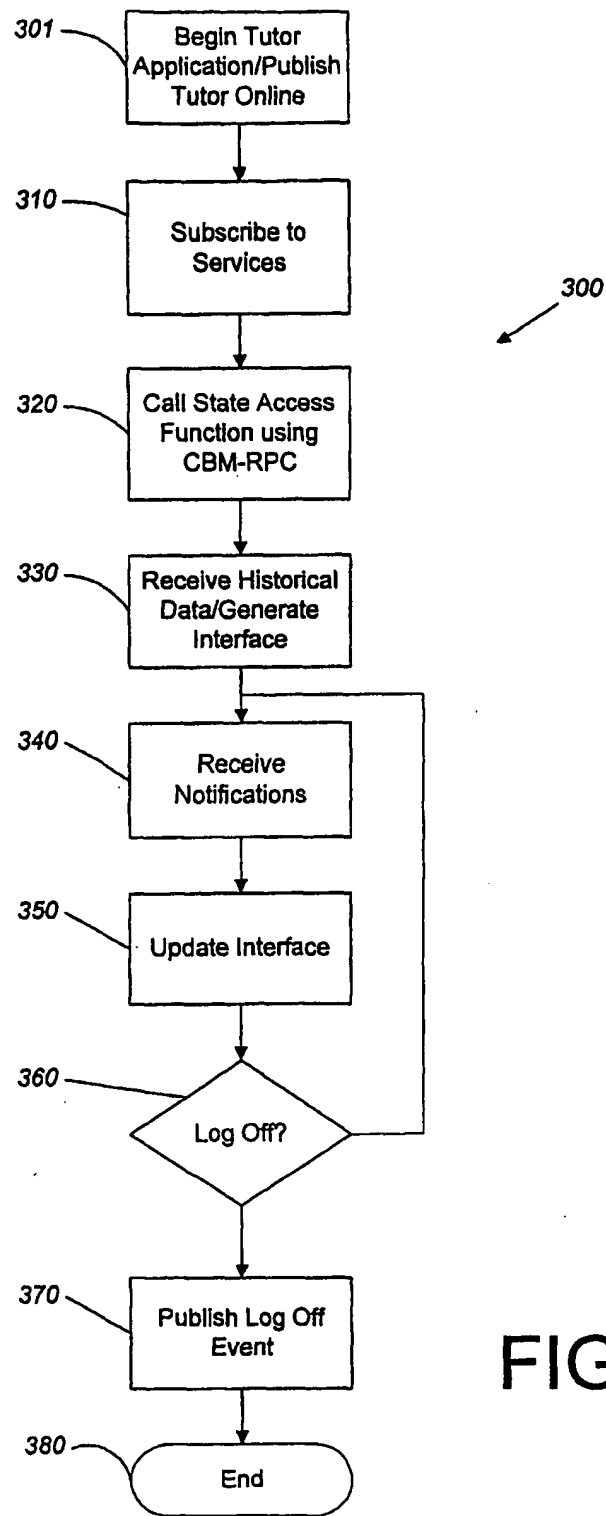 301
Begin Tutor
Application/Publish
Tutor Online
310
Subscribe to
Services
300
320
Call State Access
Function using
CBM-RPC
330
Receive Historical
Data/Generate
Interface
340
Receive
Notifications
350
Update Interface
360
Log Off?
370
Publish Log Off
Event
FIG
380
End